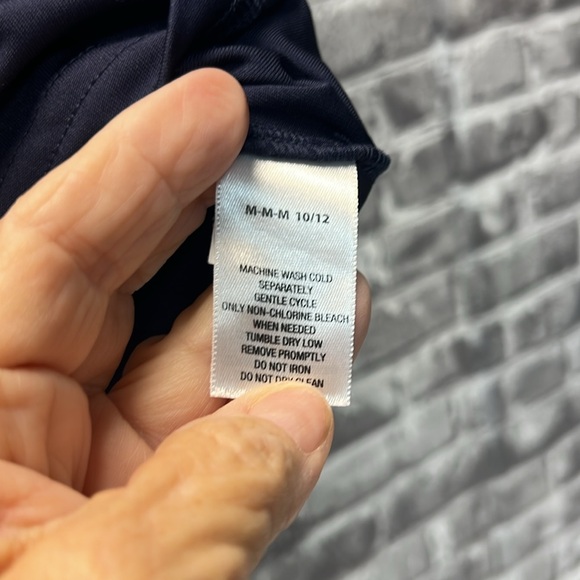 M-M-M 10/12
MACHINE WASH COLD
SEPARATELY
GENTLE CYCLE
ONLY NON-CHLORINE BLEACH
WHEN NEEDED
TUMBLE DRY LOW
REMOVE PROMPTLY
DO NOT IRON
DO NOT DRY CLEAN